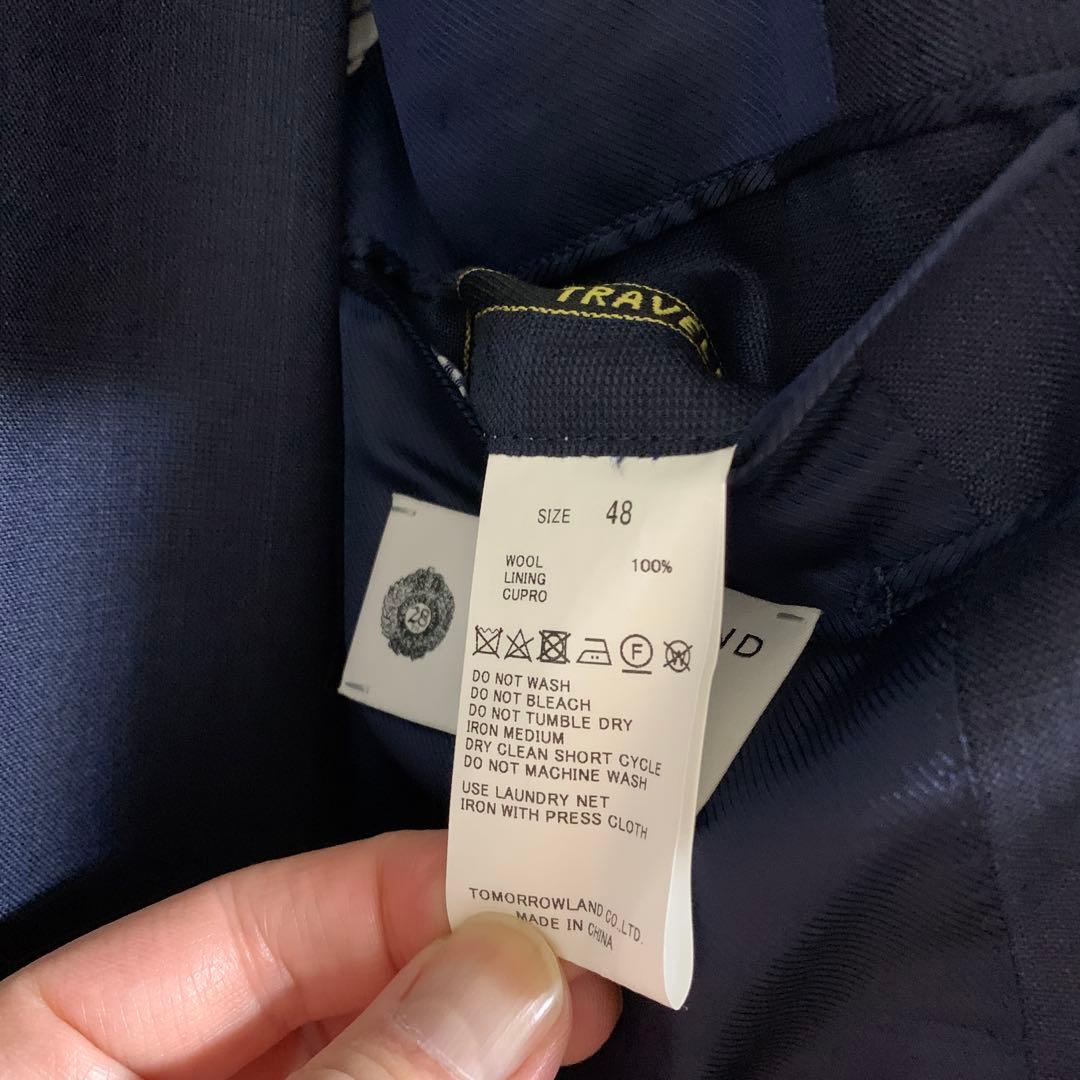 TRAVE
SIZE 48
WOOL 100%
LINING
CUPRO
28
ND
F
W
DO NOT WASH
DO NOT BLEACH
DO NOT TUMBLE DRY
IRON MEDIUM
DRY CLEAN SHORT CYCLE
DO NOT MACHINE WASH
USE LAUNDRY NET
IRON WITH PRESS CLOTH
TOMORROWLAND CO.,LTD.
MADE IN CHINA